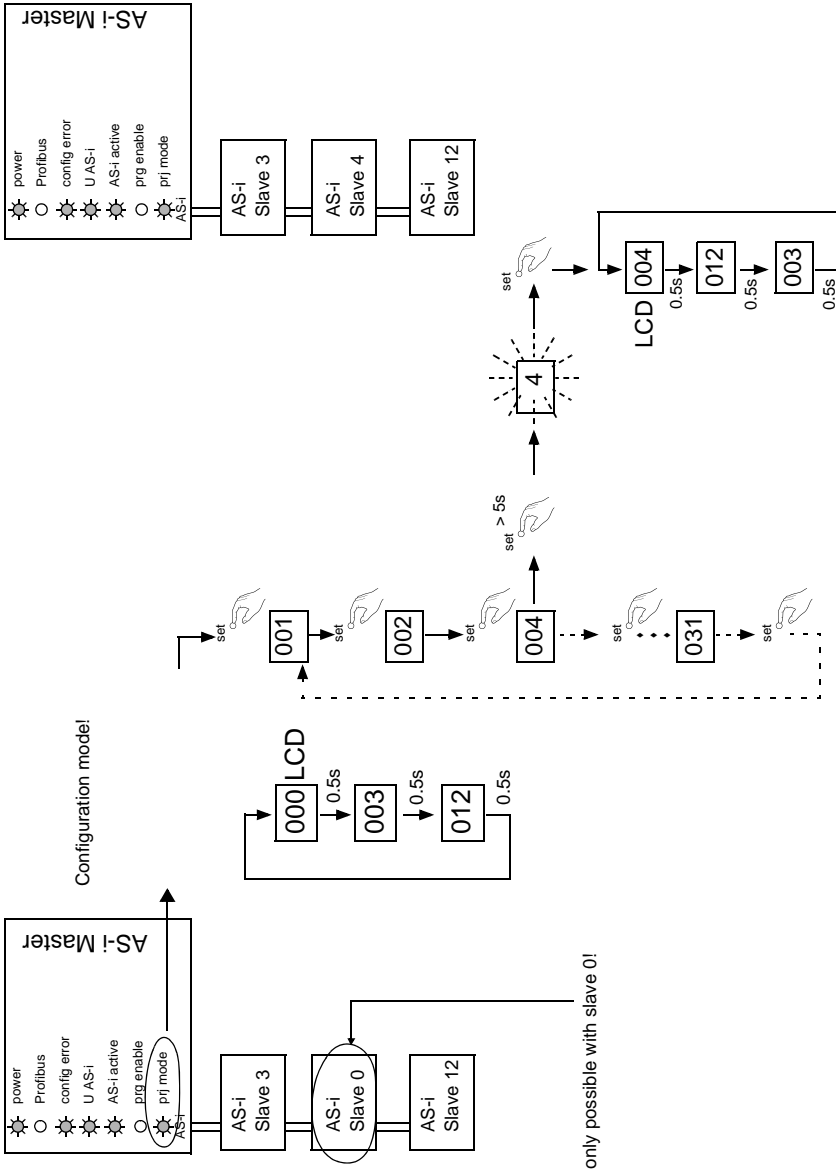 power
Profibus
config error
U AS-i
AS-i active
prg enable
prj mode
AS-i
AS-i Master
AS-i
Slave 3
AS-i
Slave 4
AS-i
Slave 12
set
LCD
004
0.5s
012
0.5s
003
0.5s
4
set
> 5s
set
001
set
002
set
004
set
031
set
Configuration mode!
000
LCD
0.5s
003
0.5s
012
0.5s
power
Profibus
config error
U AS-i
AS-i active
prg enable
prj mode
AS-i
AS-i Master
AS-i
Slave 3
AS-i
Slave 0
AS-i
Slave 12
only possible with slave 0!